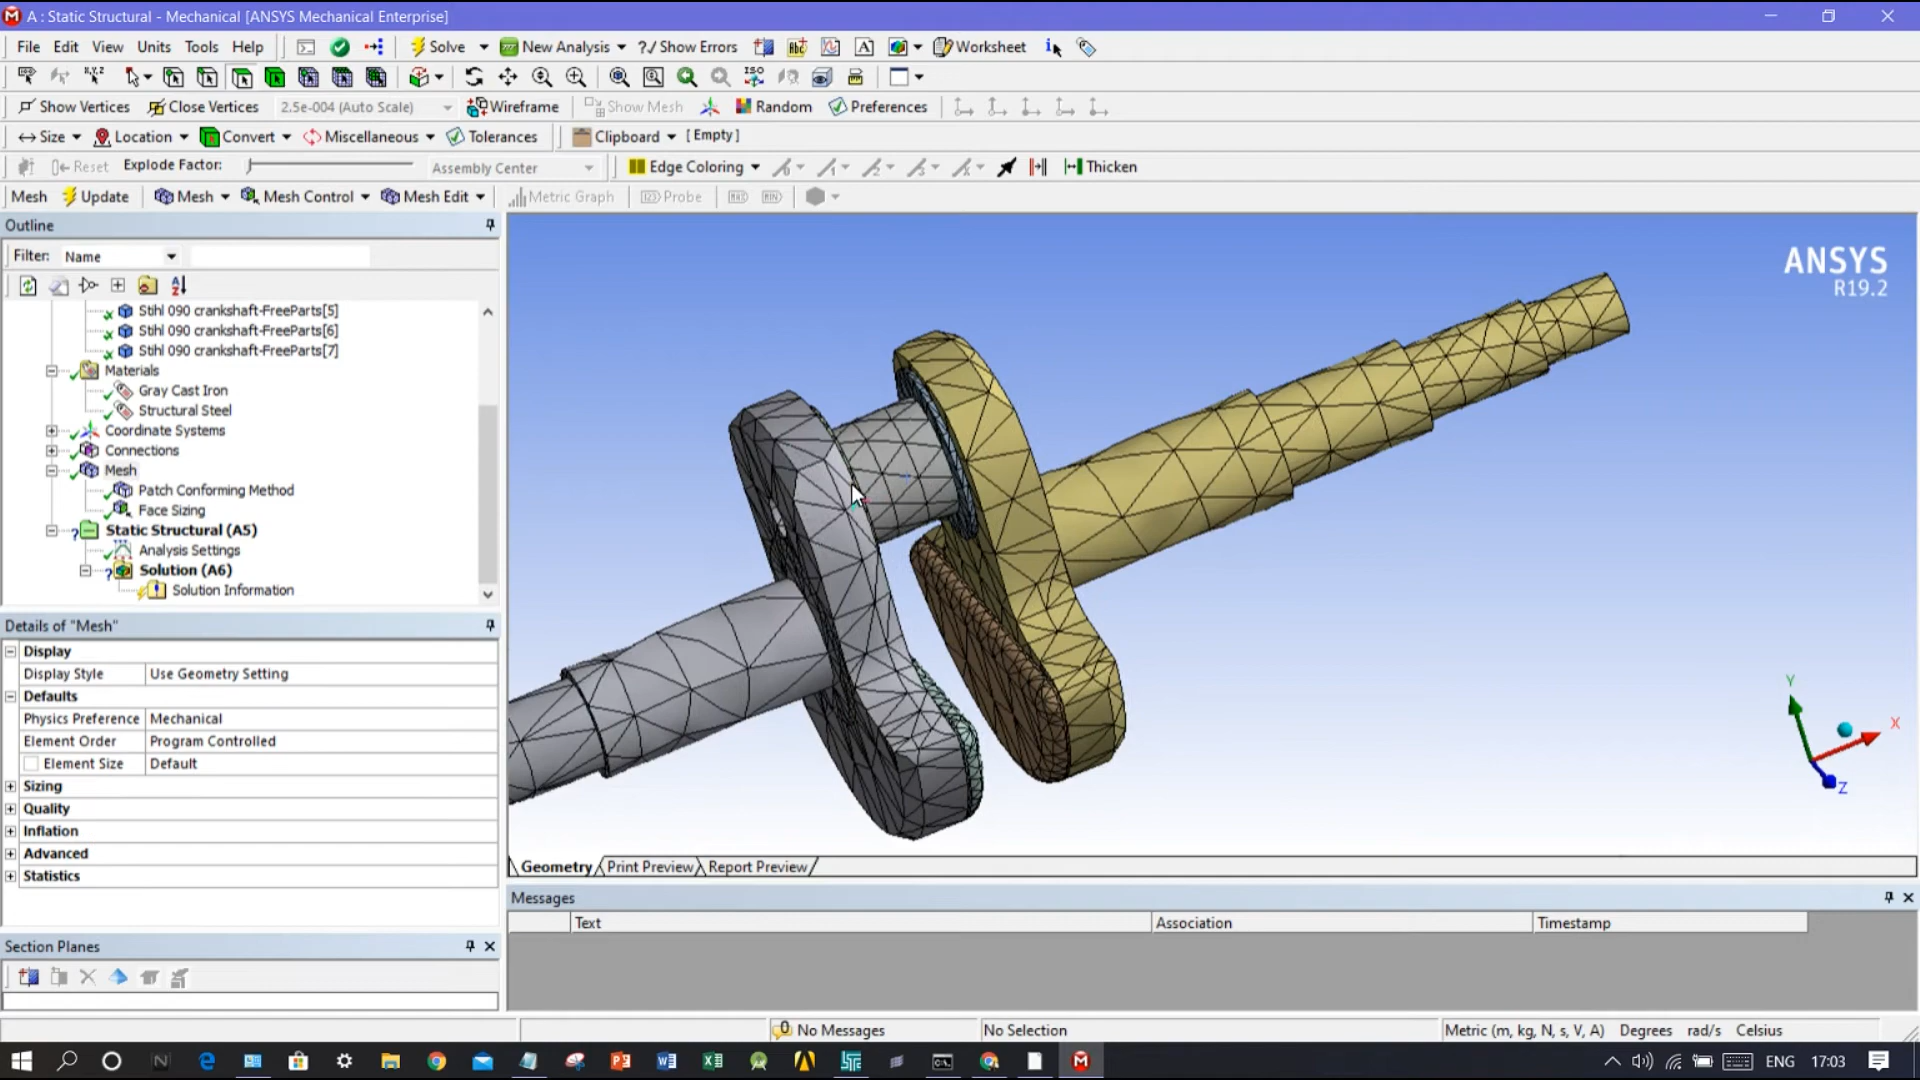 A : Static Structural - Mechanical [ANSYS Mechanical Enterprise]
File Edit View Units Tools Help Solve New Analysis ?/ Show Errors Worksheet
ISO
Show Vertices Close Vertices 2.5e-004 (Auto Scale) Wireframe Show Mesh Random Preferences
Size Location Convert Miscellaneous Tolerances Clipboard [ Empty ]
Reset Explode Factor: Assembly Center Edge Coloring Thicken
Mesh Update Mesh Mesh Control Mesh Edit Metric Graph Probe
Outline
Filter: Name
Stihl 090 crankshaft-FreeParts[5]
Stihl 090 crankshaft-FreeParts[6]
Stihl 090 crankshaft-FreeParts[7]
Materials
Gray Cast Iron
Structural Steel
Coordinate Systems
Connections
Mesh
Patch Conforming Method
Face Sizing
Static Structural (A5)
Analysis Settings
Solution (A6)
Solution Information
Details of "Mesh"
Display
Display Style Use Geometry Setting
Defaults
Physics Preference Mechanical
Element Order Program Controlled
Element Size Default
Sizing
Quality
Inflation
Advanced
Statistics
Section Planes
ANSYS
R19.2
Y
X
Z
Geometry Print Preview Report Preview
Messages
Text Association Timestamp
No Messages No Selection Metric (m, kg, N, s, V, A) Degrees rad/s Celsius
ENG 17:03